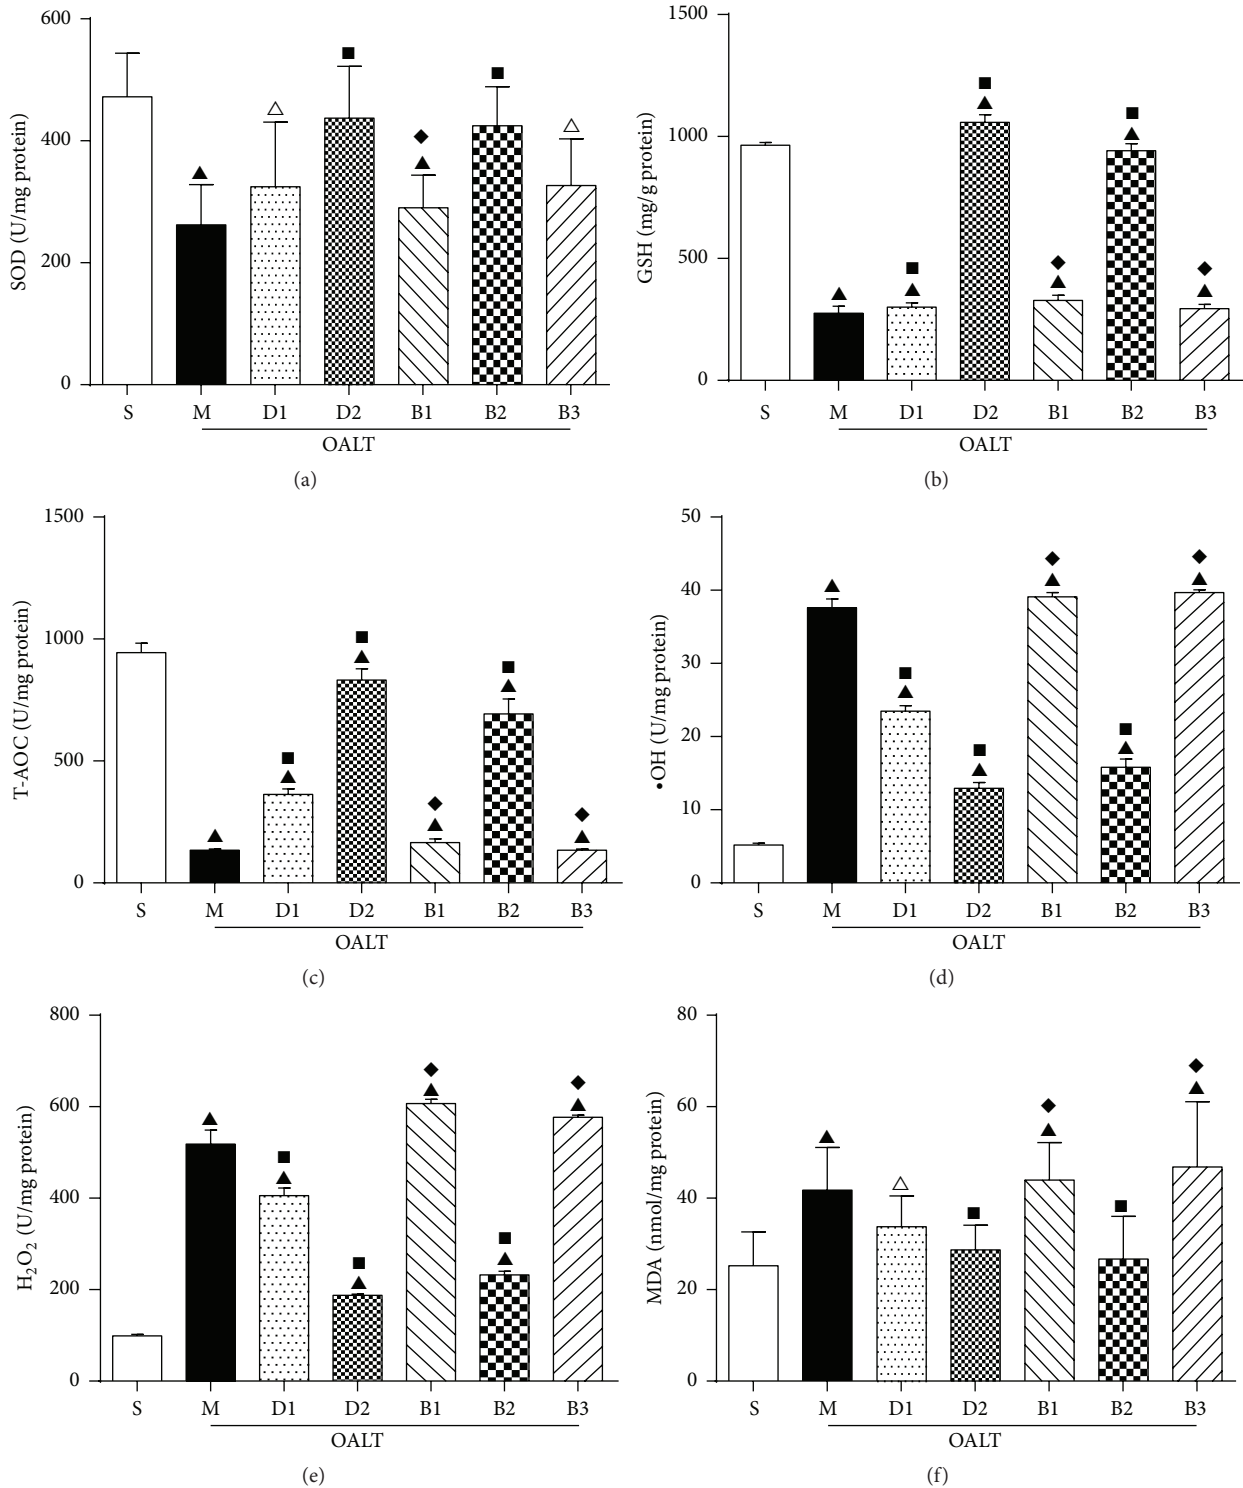 600
400
200
0
SOD (U/mg protein)
S M D1 D2 B1 B2 B3
OALT
(a)
1500
1000
500
0
GSH (mg/g protein)
S M D1 D2 B1 B2 B3
OALT
(b)
1500
1000
500
0
T-AOC (U/mg protein)
S M D1 D2 B1 B2 B3
OALT
(c)
50
40
30
20
10
0
•OH (U/mg protein)
S M D1 D2 B1 B2 B3
OALT
(d)
800
600
400
200
0
H₂O₂ (U/mg protein)
S M D1 D2 B1 B2 B3
OALT
(e)
80
60
40
20
0
MDA (nmol/mg protein)
S M D1 D2 B1 B2 B3
OALT
(f)